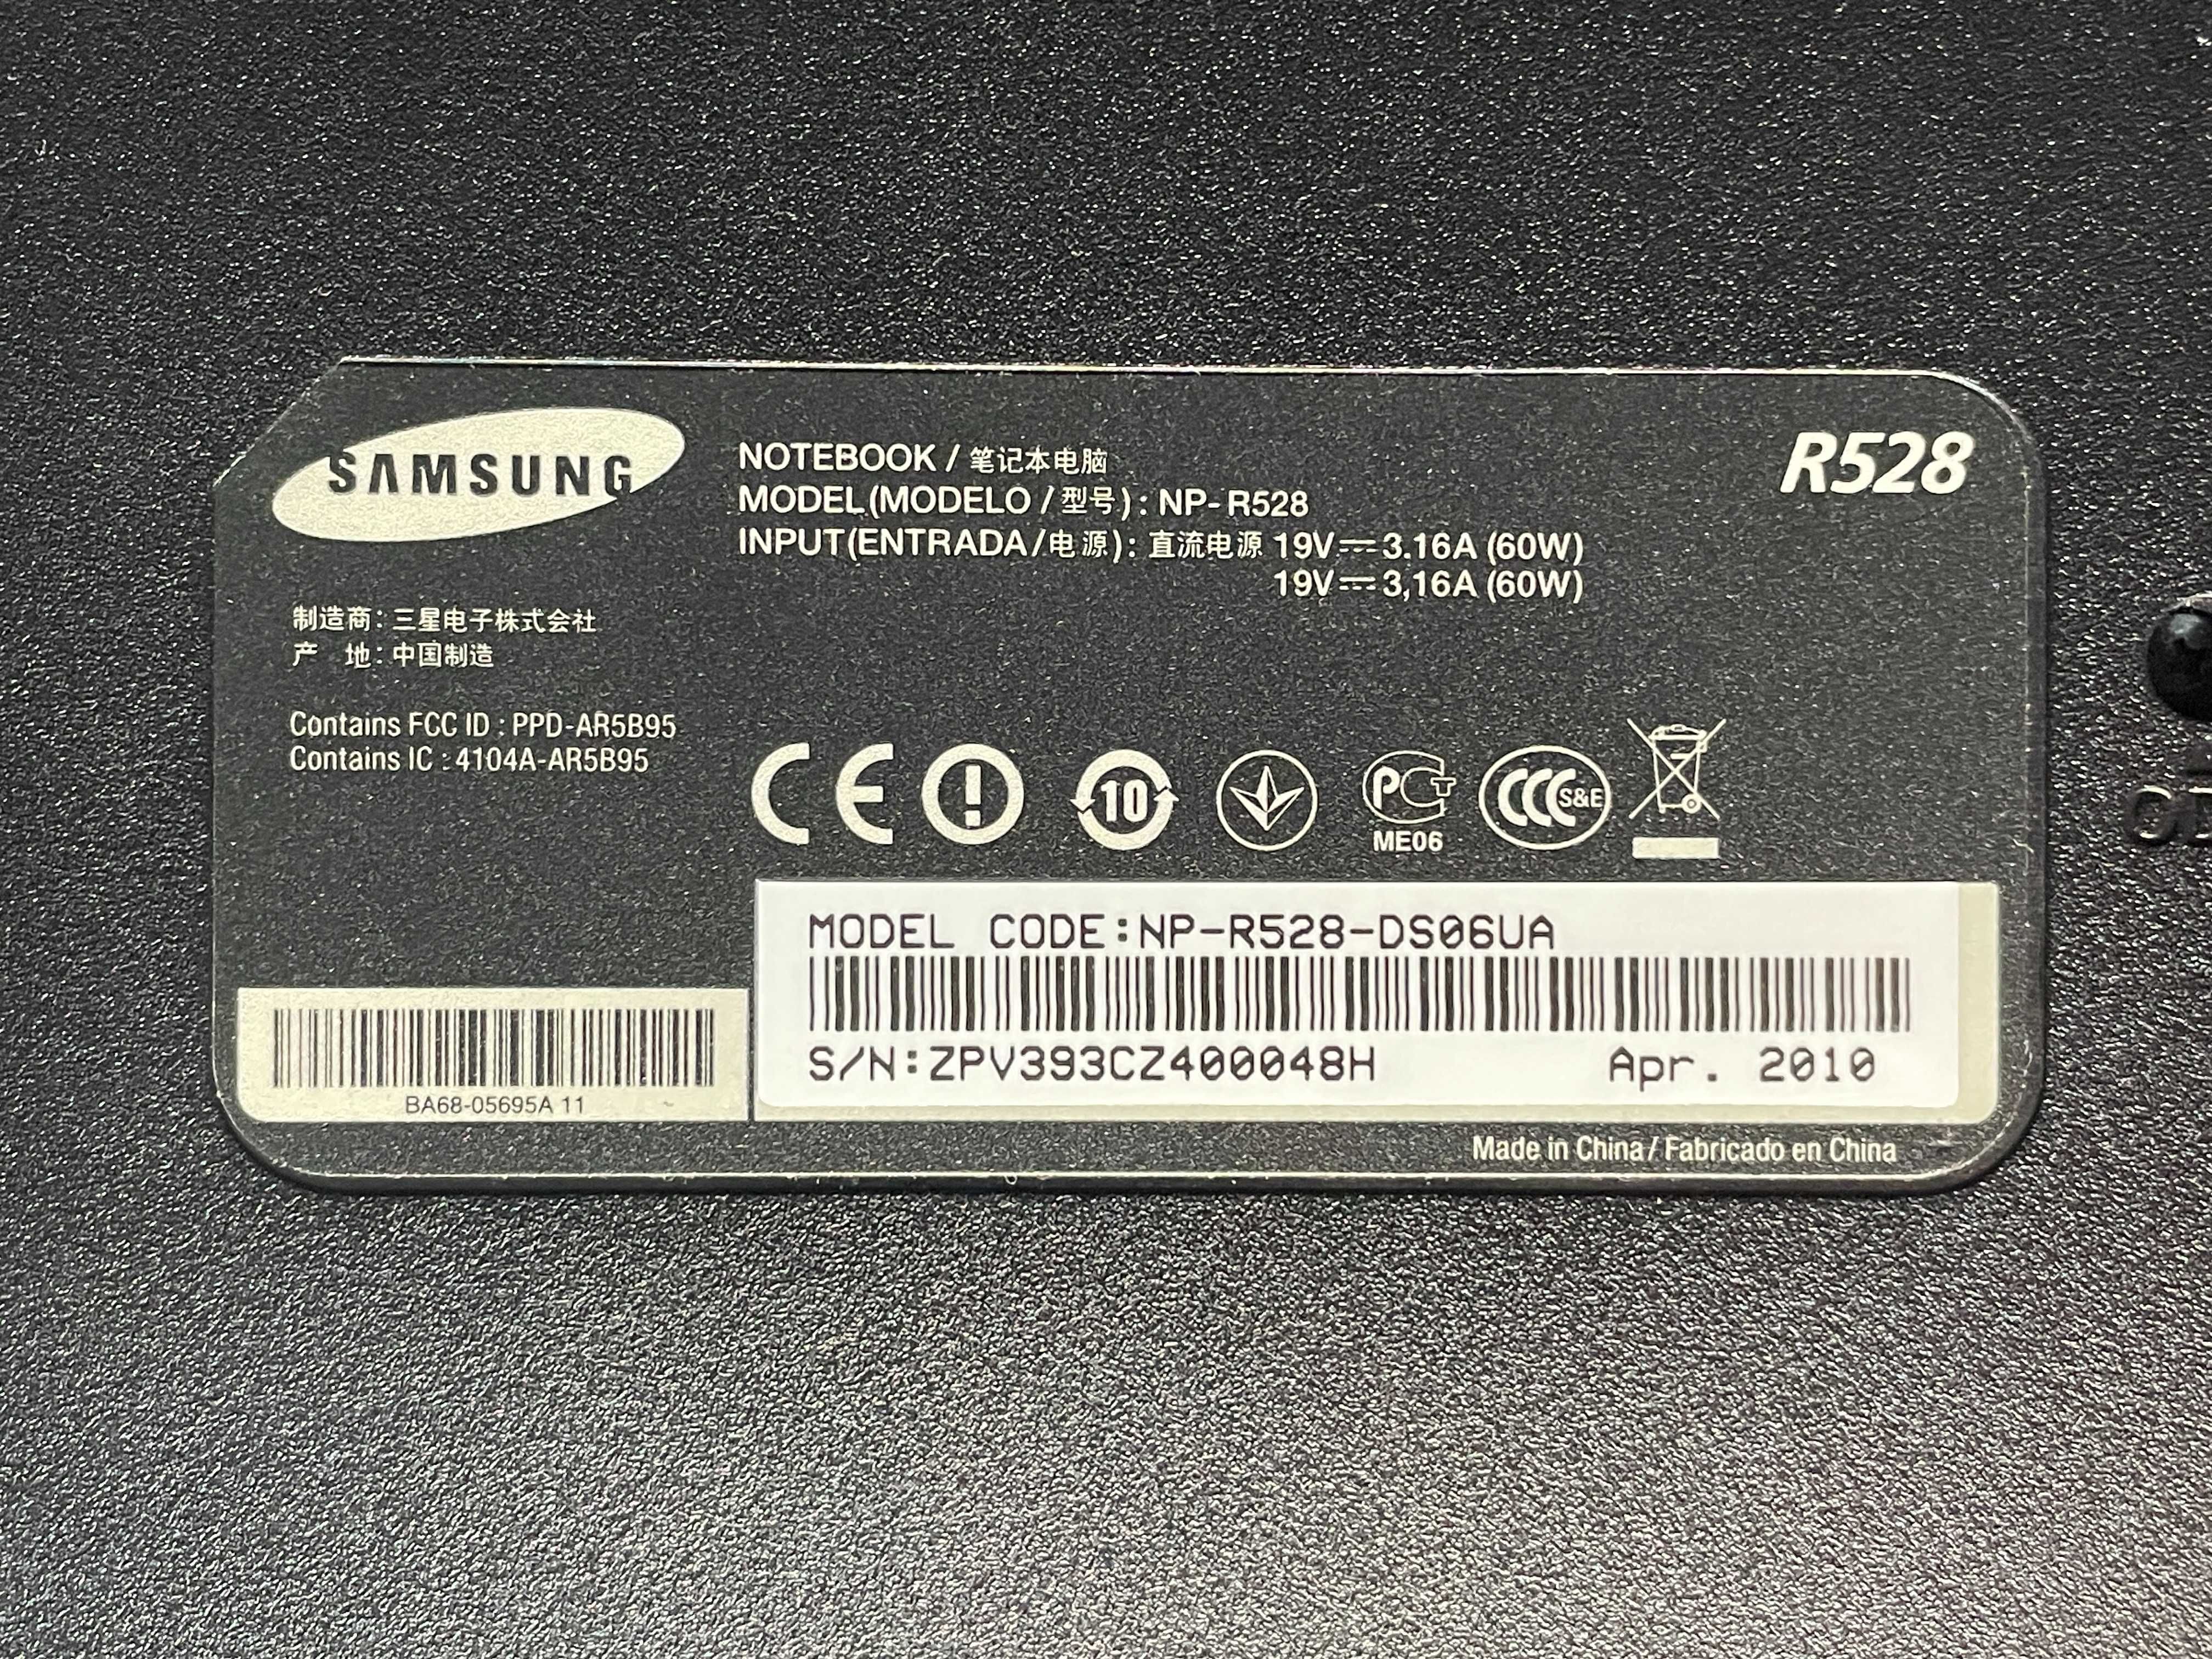 SAMSUNG
NOTEBOOK / 笔记本电脑
MODEL(MODELO / 型号) : NP-R528
INPUT(ENTRADA/电源) : 直流电源 19V⎓3.16A (60W)
19V⎓3,16A (60W)
R528
制造商: 三星电子株式会社
产 地: 中国制造
Contains FCC ID : PPD-AR5B95
Contains IC : 4104A-AR5B95
CE
!
10
PCT
ME06
CCC S&E
MODEL CODE:NP-R528-DS06UA
S/N:ZPV393CZ400048H Apr. 2010
BA68-05695A 11
Made in China / Fabricado en China